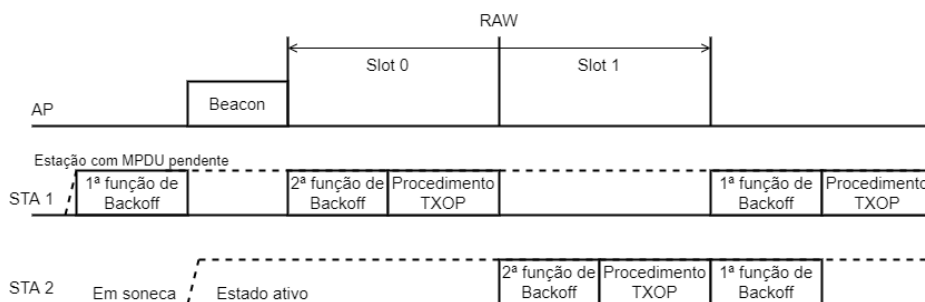 RAW
Slot 0
Slot 1
AP
Beacon
Estação com MPDU pendente
STA 1
1ª função de
Backoff
2ª função de
Backoff
Procedimento
TXOP
1ª função de
Backoff
Procedimento
TXOP
STA 2
Em soneca
Estado ativo
2ª função de
Backoff
Procedimento
TXOP
1ª função de
Backoff